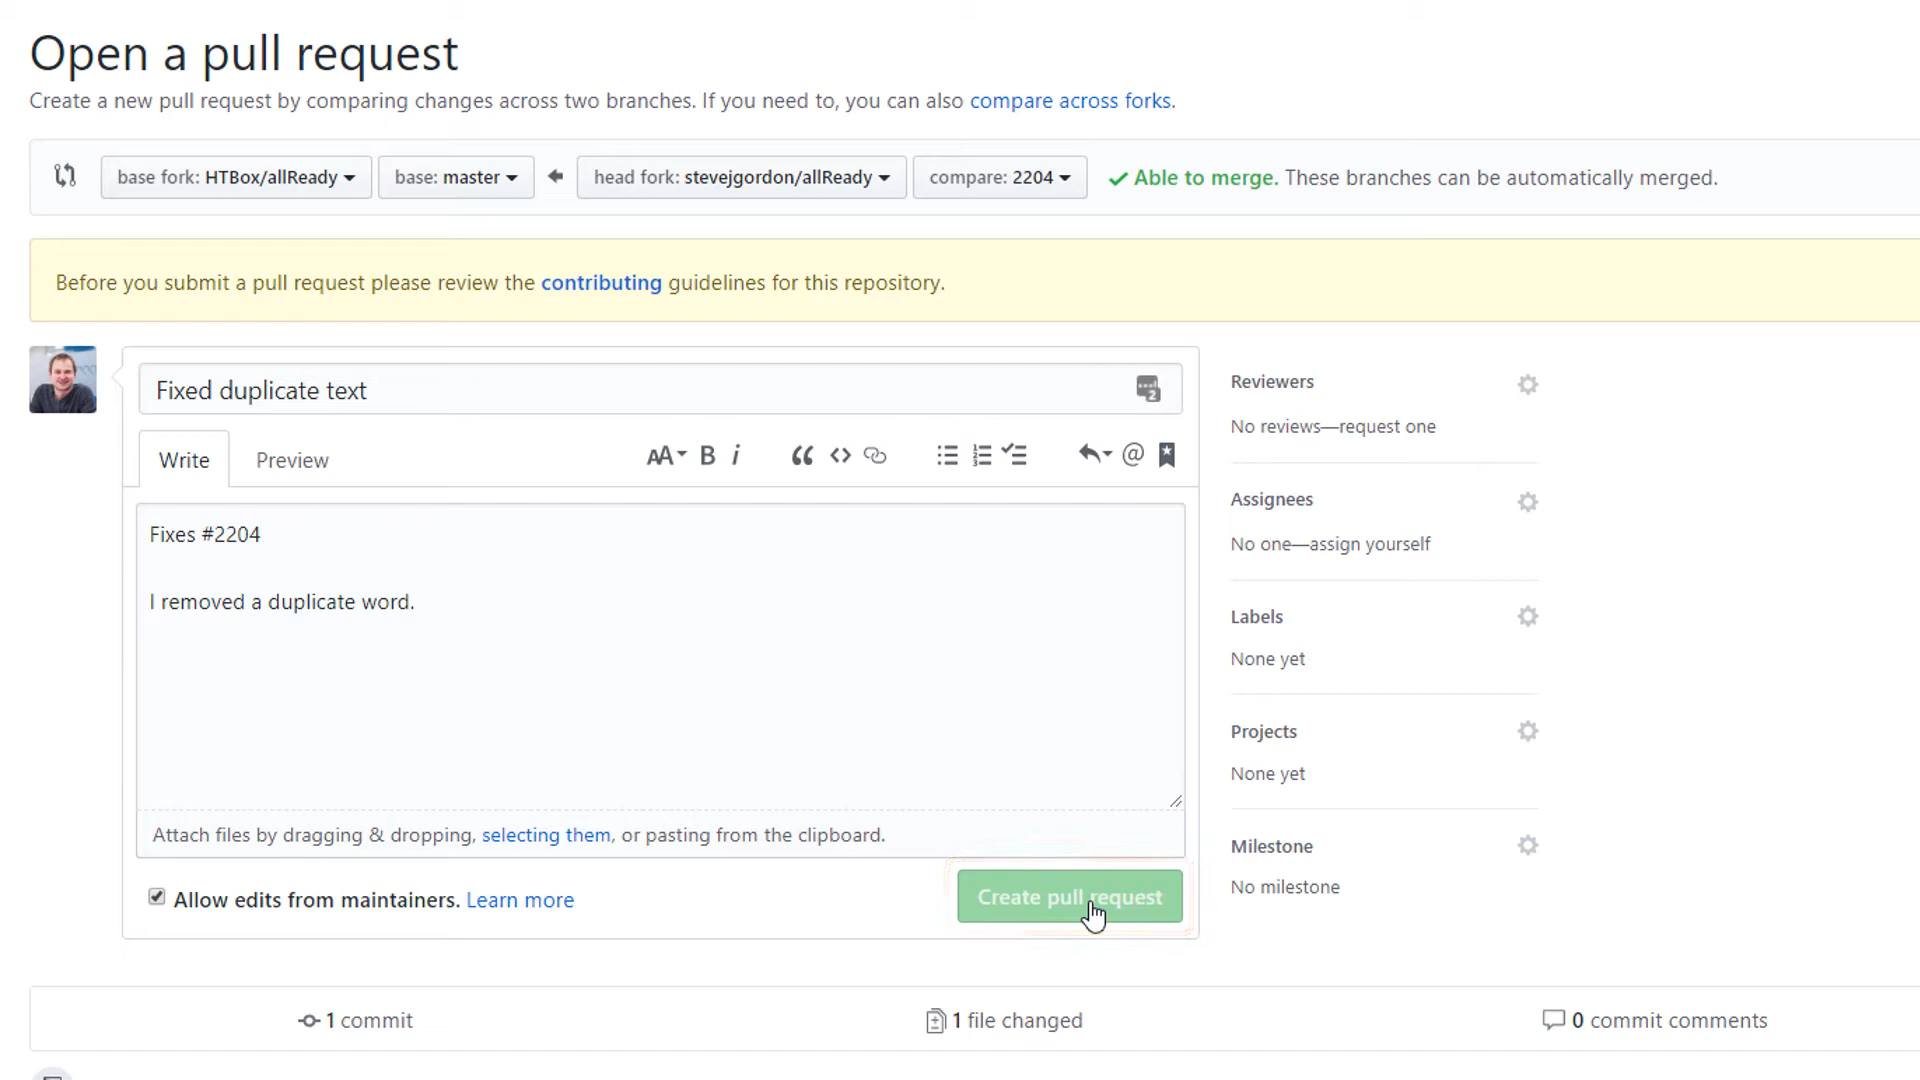 Open a pull request
Create a new pull request by comparing changes across two branches. If you need to, you can also compare across forks.
base fork: HTBox/allReady base: master head fork: stevejgordon/allReady compare: 2204 Able to merge. These branches can be automatically merged.
Before you submit a pull request please review the contributing guidelines for this repository.
Fixed duplicate text
2
Write Preview
AA B i
Fixes #2204
I removed a duplicate word.
Attach files by dragging & dropping, selecting them, or pasting from the clipboard.
Allow edits from maintainers. Learn more
Create pull request
Reviewers
No reviews—request one
Assignees
No one—assign yourself
Labels
None yet
Projects
None yet
Milestone
No milestone
1 commit
1 file changed
0 commit comments